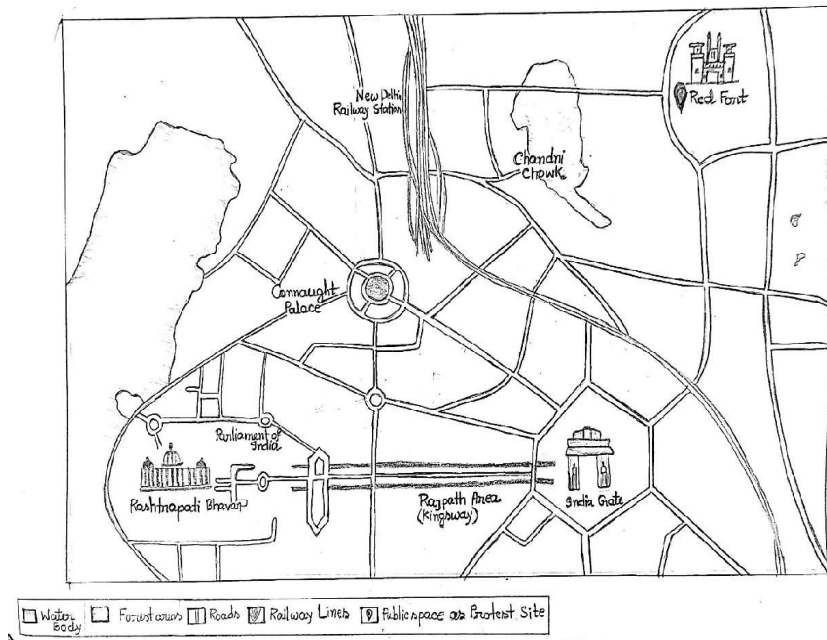 New Delhi
Railway Station
Red Fort
Chandni
Chowk
Connaught
Palace
Parliament of
India
Rashtrapati Bhavan
Rajpath Area
(Kingsway)
India Gate
Water
Body
Forest areas
Roads
Railway Lines
Public space as Protest Site